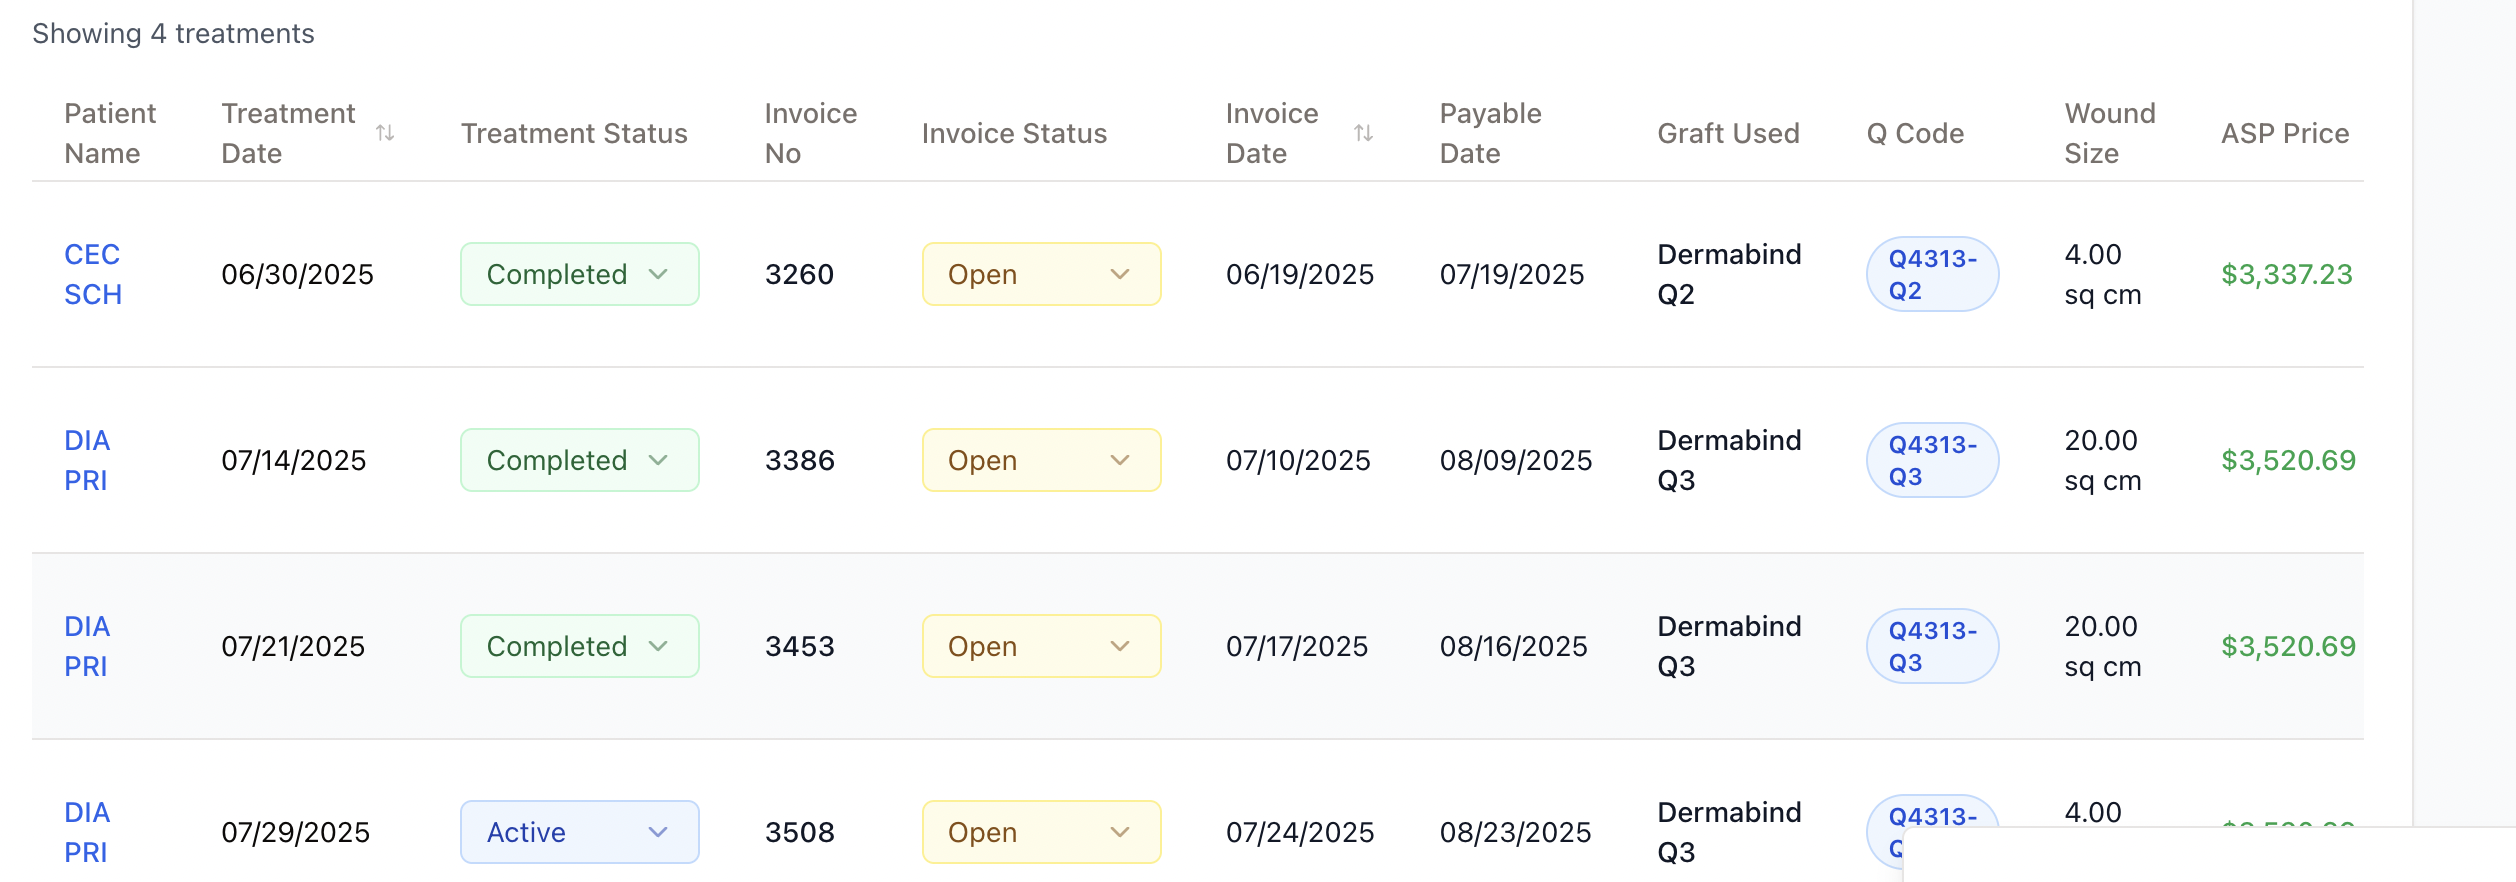 Showing 4 treatments
Patient Name	Treatment Date	Treatment Status	Invoice No	Invoice Status	Invoice Date	Payable Date	Graft Used	Q Code	Wound Size	ASP Price
CEC SCH	06/30/2025	Completed	3260	Open	06/19/2025	07/19/2025	Dermabind Q2	Q4313-Q2	4.00 sq cm	$3,337.23
DIA PRI	07/14/2025	Completed	3386	Open	07/10/2025	08/09/2025	Dermabind Q3	Q4313-Q3	20.00 sq cm	$3,520.69
DIA PRI	07/21/2025	Completed	3453	Open	07/17/2025	08/16/2025	Dermabind Q3	Q4313-Q3	20.00 sq cm	$3,520.69
DIA PRI	07/29/2025	Active	3508	Open	07/24/2025	08/23/2025	Dermabind Q3	Q4313-	4.00